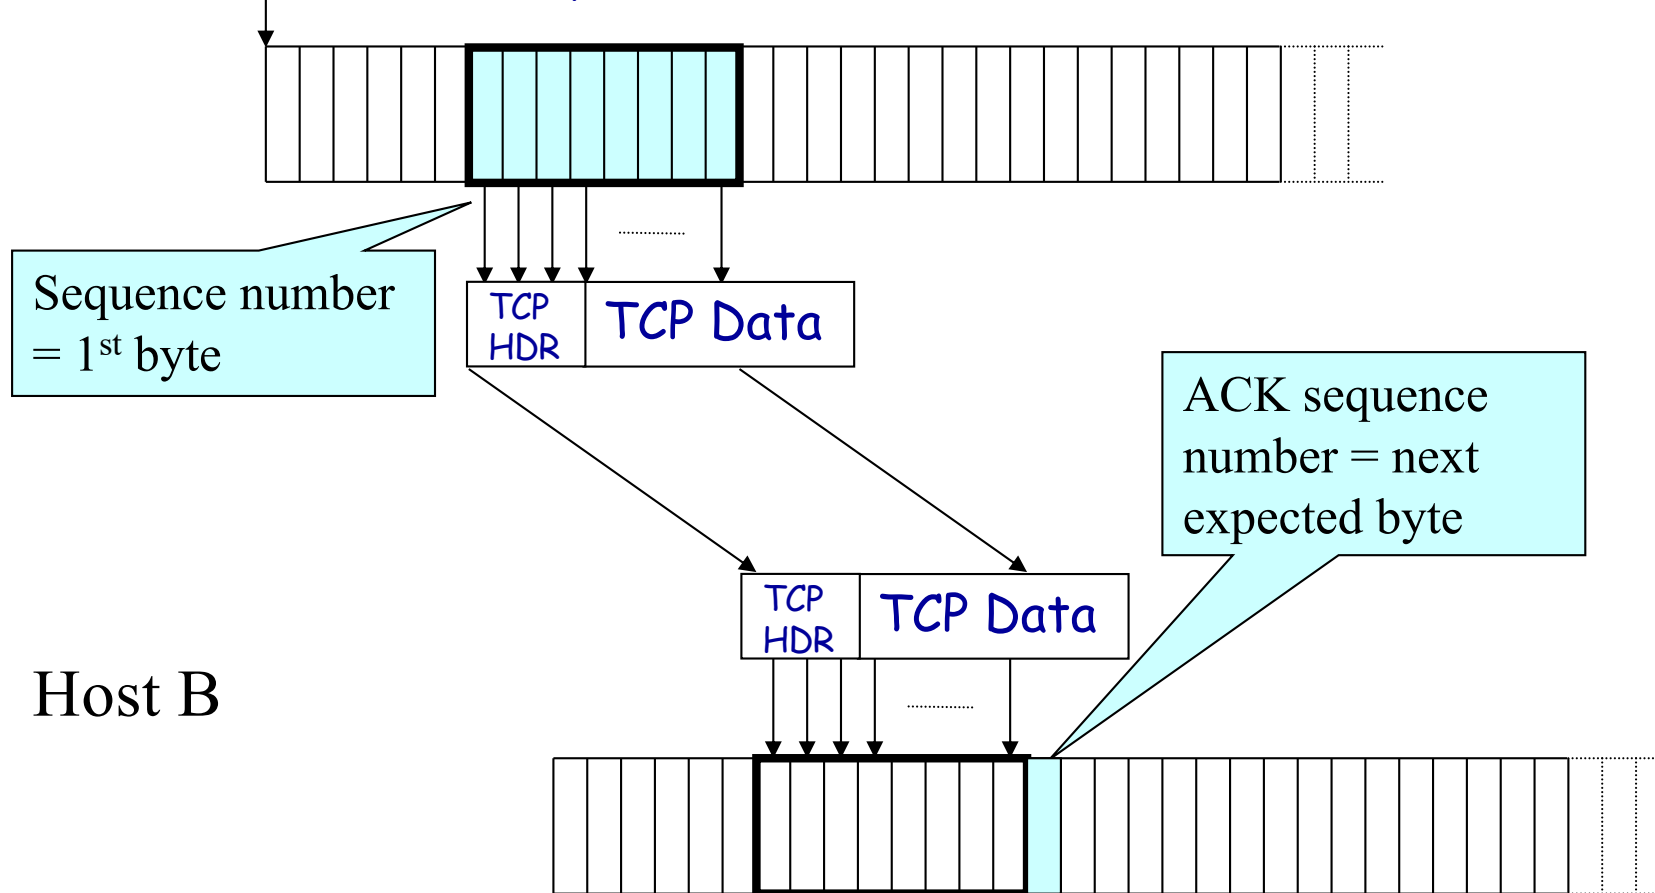 Sequence number
= 1st byte
TCP
HDR
TCP Data
ACK sequence
number = next
expected byte
TCP
HDR
TCP Data
Host B